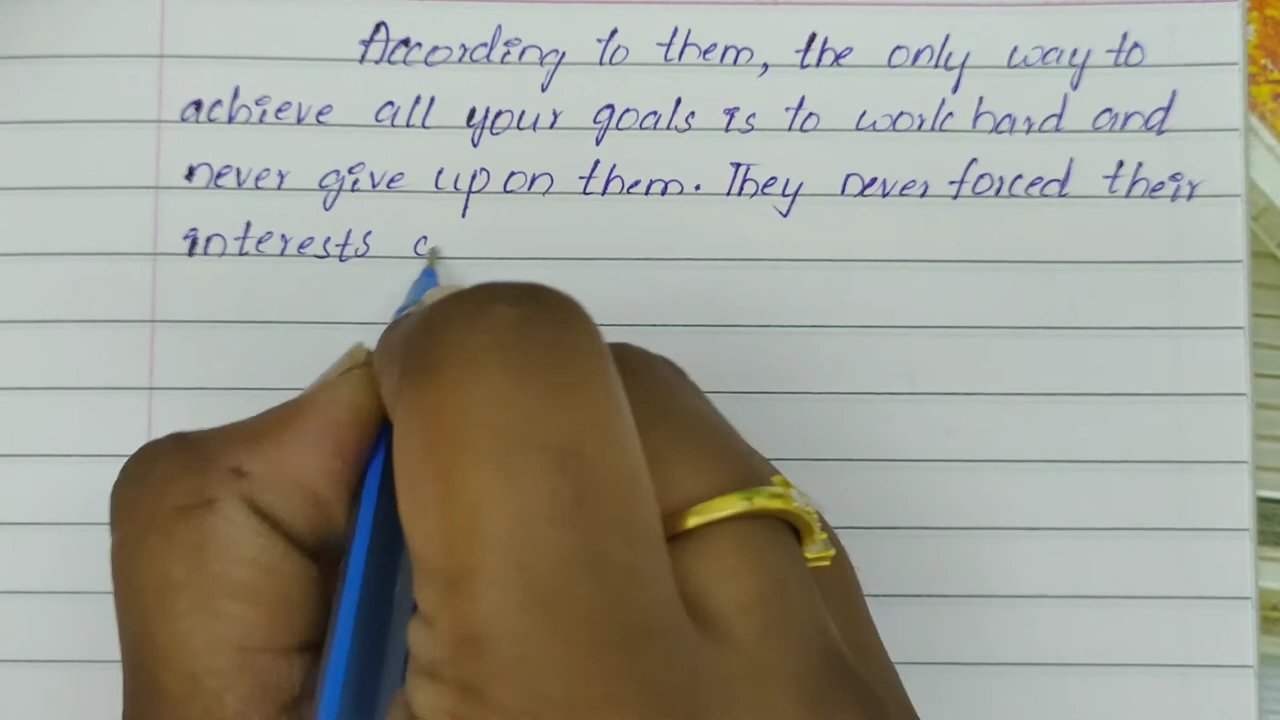 According to them, the only way to
achieve all your goals is to work hard and
never give up on them. They never forced their
interests